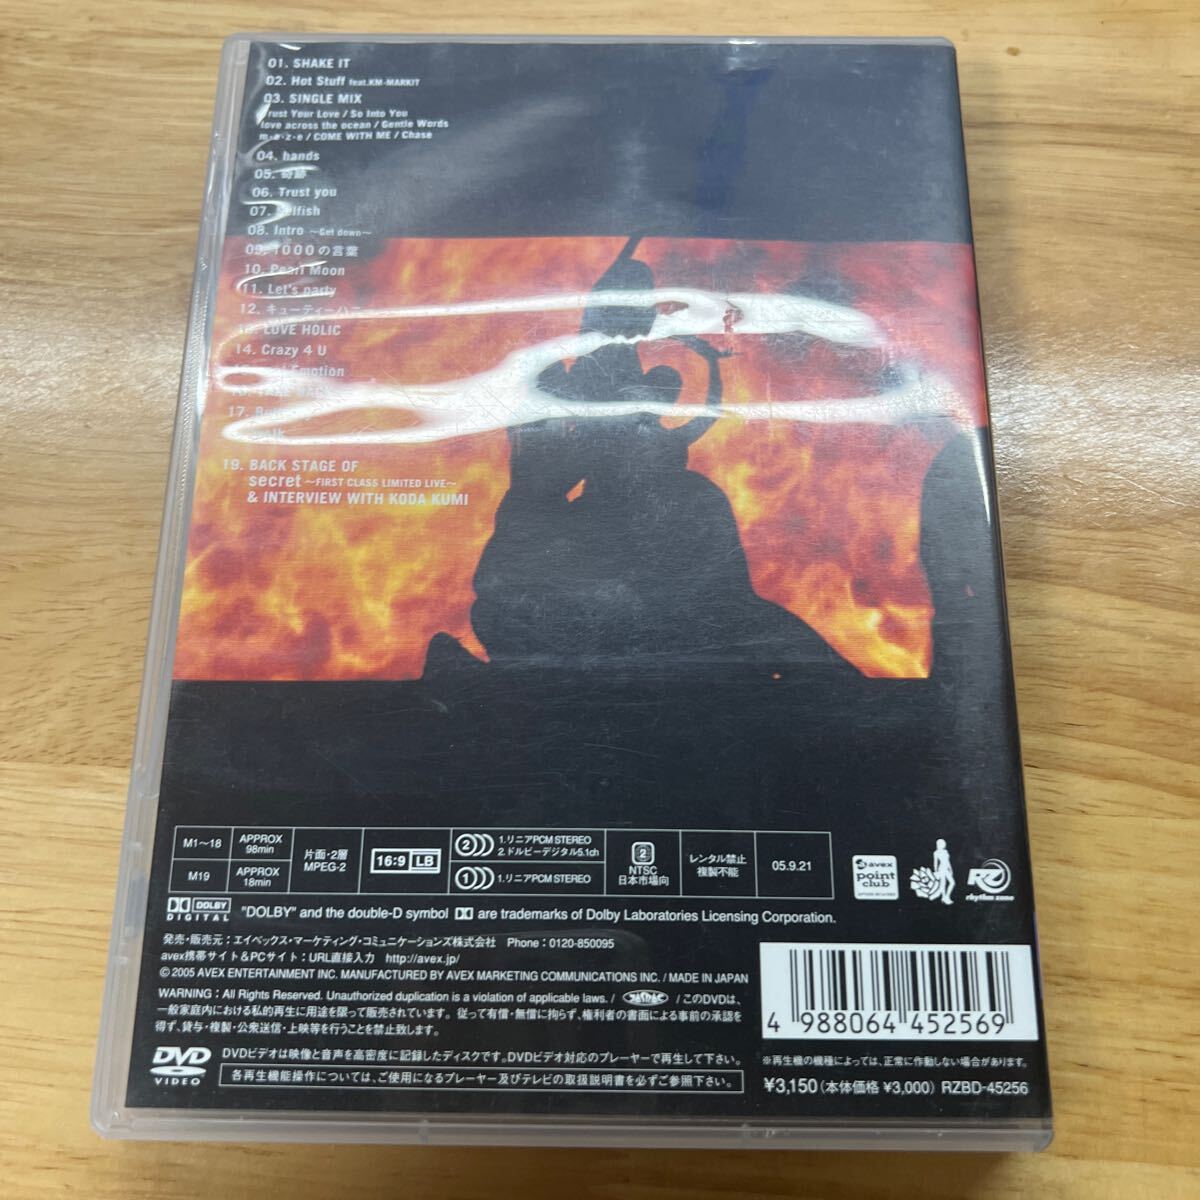 01. SHAKE IT
02. Hot Stuff feat.KM-MARKIT
03. SINGLE MIX
Trust Your Love / So Into You
love across the ocean / Gentle Words
m・a・z・e / COME WITH ME / Chase
04. hands
05. 奇跡
06. Trust you
07. Selfish
08. Intro ～Get down～
09. 1000の言葉
10. Pearl Moon
11. Let's party
12. キューティーハニー
13. LOVE HOLIC
14. Crazy 4 U
Emotion
16. TAKE BACK
17.
19. BACK STAGE OF
secret ～FIRST CLASS LIMITED LIVE～
& INTERVIEW WITH KODA KUMI
M1～18 APPROX 98min
M19 APPROX 18min
片面・2層
MPEG-2
16:9 LB
2 1.リニアPCM STEREO
2.ドルビーデジタル5.1ch
1 1.リニアPCM STEREO
2
NTSC
日本市場向
レンタル禁止
複製不能
05.9.21
avex
point
club
rhythm zone
DOLBY
DIGITAL
"DOLBY" and the double-D symbol are trademarks of Dolby Laboratories Licensing Corporation.
発売・販売元：エイベックス・マーケティング・コミュニケーションズ株式会社 Phone：0120-850095
avex携帯サイト＆PCサイト：URL直接入力 http://avex.jp/
© 2005 AVEX ENTERTAINMENT INC. MANUFACTURED BY AVEX MARKETING COMMUNICATIONS INC. / MADE IN JAPAN
WARNING：All Rights Reserved. Unauthorized duplication is a violation of applicable laws. / / このDVDは、
一般家庭内における私的再生に用途を限って販売されています。従って有償・無償に拘らず、権利者の書面による事前の承認を
得ず、貸与・複製・公衆送信・上映等を行うことを禁止致します。
DVD
VIDEO
DVDビデオは映像と音声を高密度に記録したディスクです。DVDビデオ対応のプレーヤーで再生して下さい。
各再生機能操作については、ご使用になるプレーヤー及びテレビの取扱説明書を必ずご参照下さい。
4 988064 452569
※再生機の機種によっては、正常に作動しない場合があります。
¥3,150（本体価格 ¥3,000）RZBD-45256